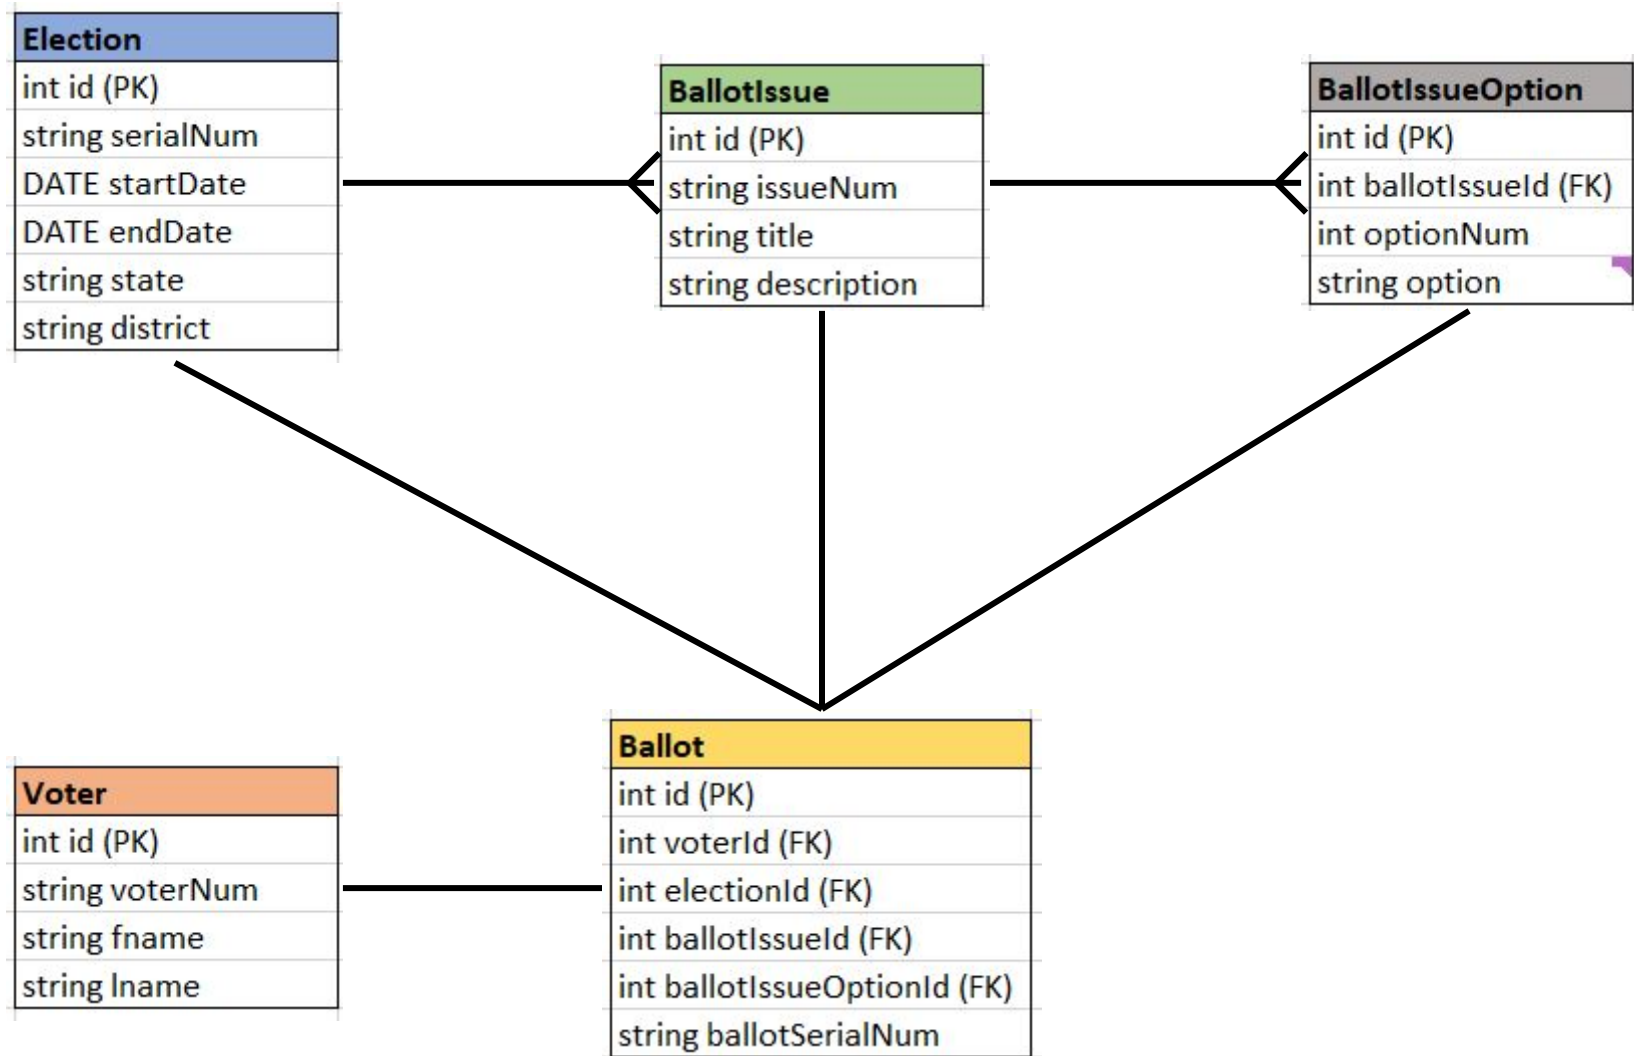 Election
int id (PK)
string serialNum
DATE startDate
DATE endDate
string state
string district
BallotIssue
int id (PK)
string issueNum
string title
string description
BallotIssueOption
int id (PK)
int ballotIssueId (FK)
int optionNum
string option
Voter
int id (PK)
string voterNum
string fname
string lname
Ballot
int id (PK)
int voterId (FK)
int electionId (FK)
int ballotIssueId (FK)
int ballotIssueOptionId (FK)
string ballotSerialNum